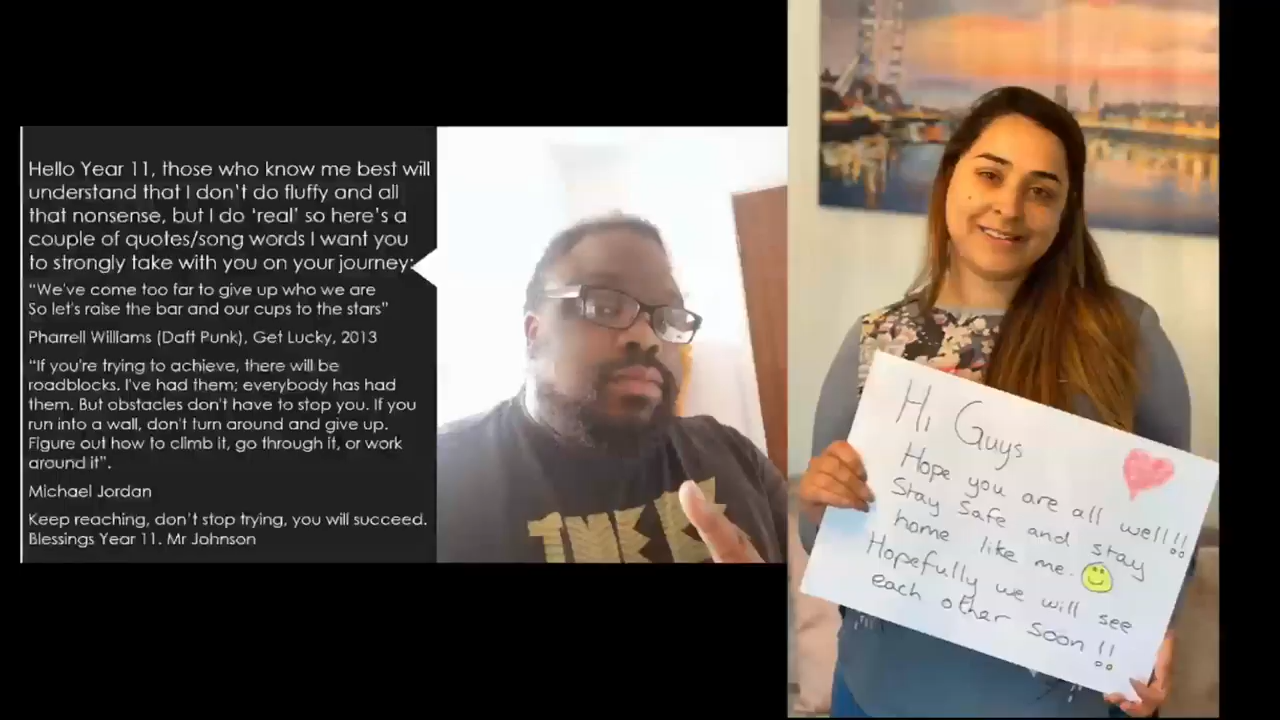 Hello Year 11, those who know me best will
understand that I don't do fluffy and all
that nonsense, but I do 'real' so here's a
couple of quotes/song words I want you
to strongly take with you on your journey:
"We've come too far to give up who we are
So let's raise the bar and our cups to the stars"
Pharrell Williams (Daft Punk), Get Lucky, 2013
"If you're trying to achieve, there will be
roadblocks. I've had them; everybody has had
them. But obstacles don't have to stop you. If you
run into a wall, don't turn around and give up.
Figure out how to climb it, go through it, or work
around it".
Michael Jordan
Keep reaching, don't stop trying, you will succeed.
Blessings Year 11. Mr Johnson
Hi Guys
Hope you are all well!!
Stay Safe and stay
home like me.
Hopefully we will see
each other soon!!